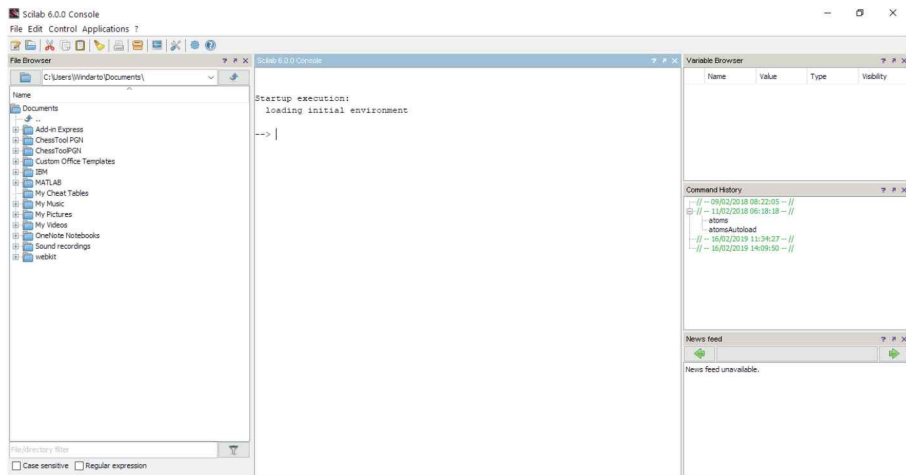 Scilab 6.0.0 Console
File Edit Control Applications ?
File Browser
C:\Users\Windarto\Documents\
Name
Documents
..
Add-in Express
ChessTool PGN
ChessToolPGN
Custom Office Templates
IBM
MATLAB
My Cheat Tables
My Music
My Pictures
My Videos
OneNote Notebooks
Sound recordings
webkit
File/directory filter
Case sensitive Regular expression
Scilab 6.0.0 Console
Startup execution:
loading initial environment
-->
Variable Browser
Name Value Type Visibility
Command History
// -- 09/02/2018 08:22:05 -- //
// -- 11/02/2018 06:18:18 -- //
atoms
atomsAutoload
// -- 16/02/2019 11:34:27 -- //
// -- 16/02/2019 14:09:50 -- //
News feed
News feed unavailable.